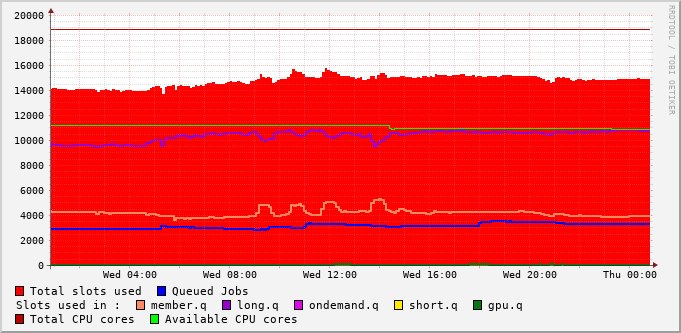 RRDTOOL / TOBI OETIKER
20000
18000
16000
14000
12000
10000
8000
6000
4000
2000
0
Wed 04:00 Wed 08:00 Wed 12:00 Wed 16:00 Wed 20:00 Thu 00:00
Total slots used Queued Jobs
Slots used in : member.q long.q ondemand.q short.q gpu.q
Total CPU cores Available CPU cores